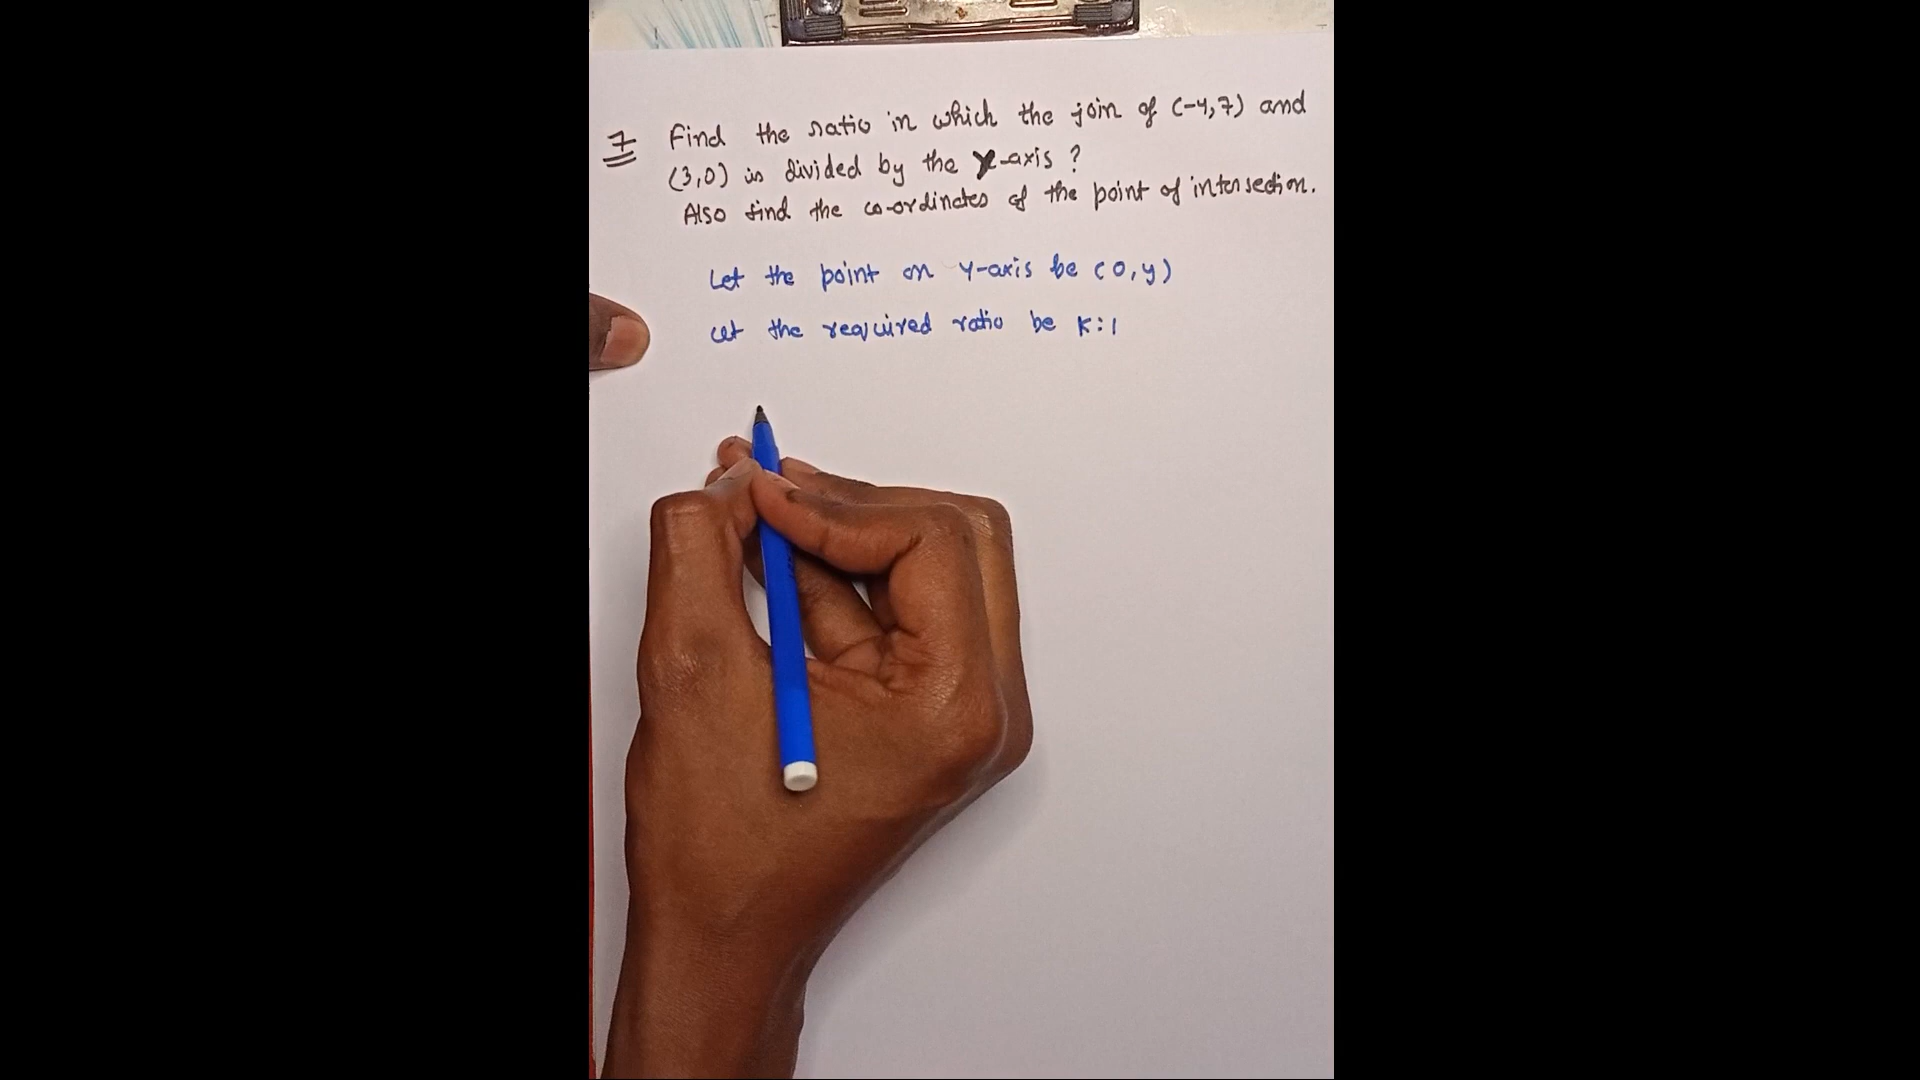 7 Find the ratio in which the join of (-4,7) and
(3,0) is divided by the Y-axis ?
Also find the co-ordinates of the point of intersection.
Let the point on Y-axis be (0,y)
Let the required ratio be K:1